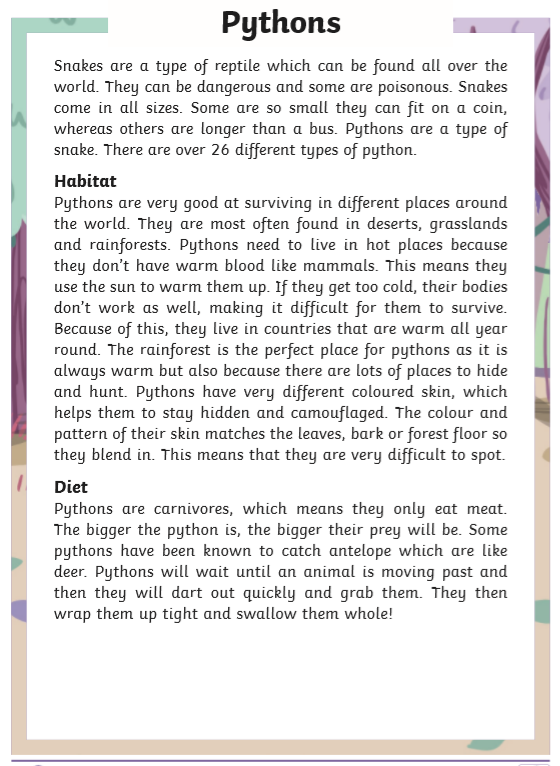 Pythons
Snakes are a type of reptile which can be found all over the
world. They can be dangerous and some are poisonous. Snakes
come in all sizes. Some are so small they can fit on a coin,
whereas others are longer than a bus. Pythons are a type of
snake. There are over 26 different types of python.
Habitat
Pythons are very good at surviving in different places around
the world. They are most often found in deserts, grasslands
and rainforests. Pythons need to live in hot places because
they don't have warm blood like mammals. This means they
use the sun to warm them up. If they get too cold, their bodies
don't work as well, making it difficult for them to survive.
Because of this, they live in countries that are warm all year
round. The rainforest is the perfect place for pythons as it is
always warm but also because there are lots of places to hide
and hunt. Pythons have very different coloured skin, which
helps them to stay hidden and camouflaged. The colour and
pattern of their skin matches the leaves, bark or forest floor so
they blend in. This means that they are very difficult to spot.
Diet
Pythons are carnivores, which means they only eat meat.
The bigger the python is, the bigger their prey will be. Some
pythons have been known to catch antelope which are like
deer. Pythons will wait until an animal is moving past and
then they will dart out quickly and grab them. They then
wrap them up tight and swallow them whole!